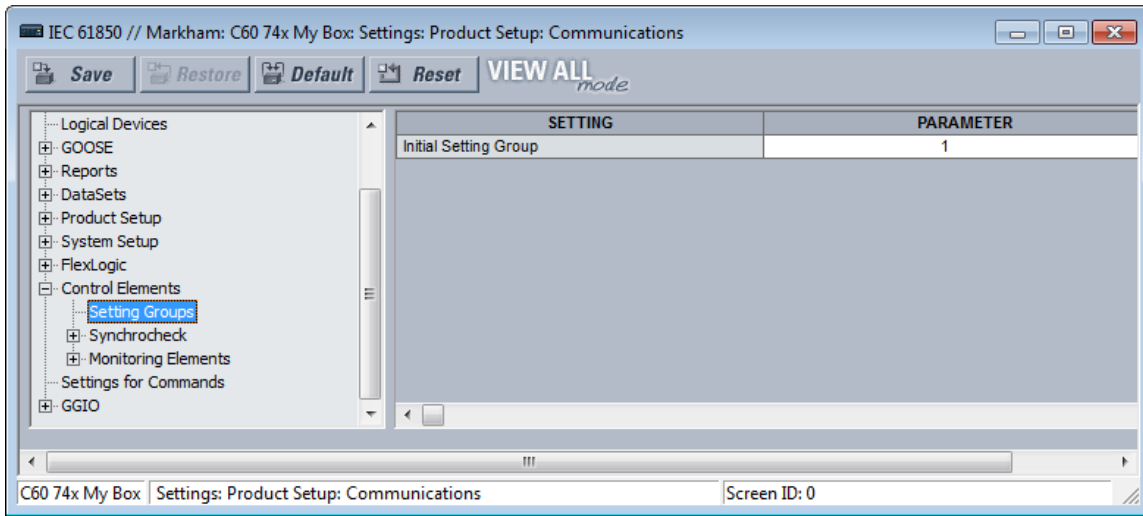 IEC 61850 // Markham: C60 74x My Box: Settings: Product Setup: Communications
Save Restore Default Reset VIEW ALL mode
Logical Devices
GOOSE
Reports
DataSets
Product Setup
System Setup
FlexLogic
Control Elements
Setting Groups
Synchrocheck
Monitoring Elements
Settings for Commands
GGIO
SETTING PARAMETER
Initial Setting Group 1
C60 74x My Box Settings: Product Setup: Communications Screen ID: 0